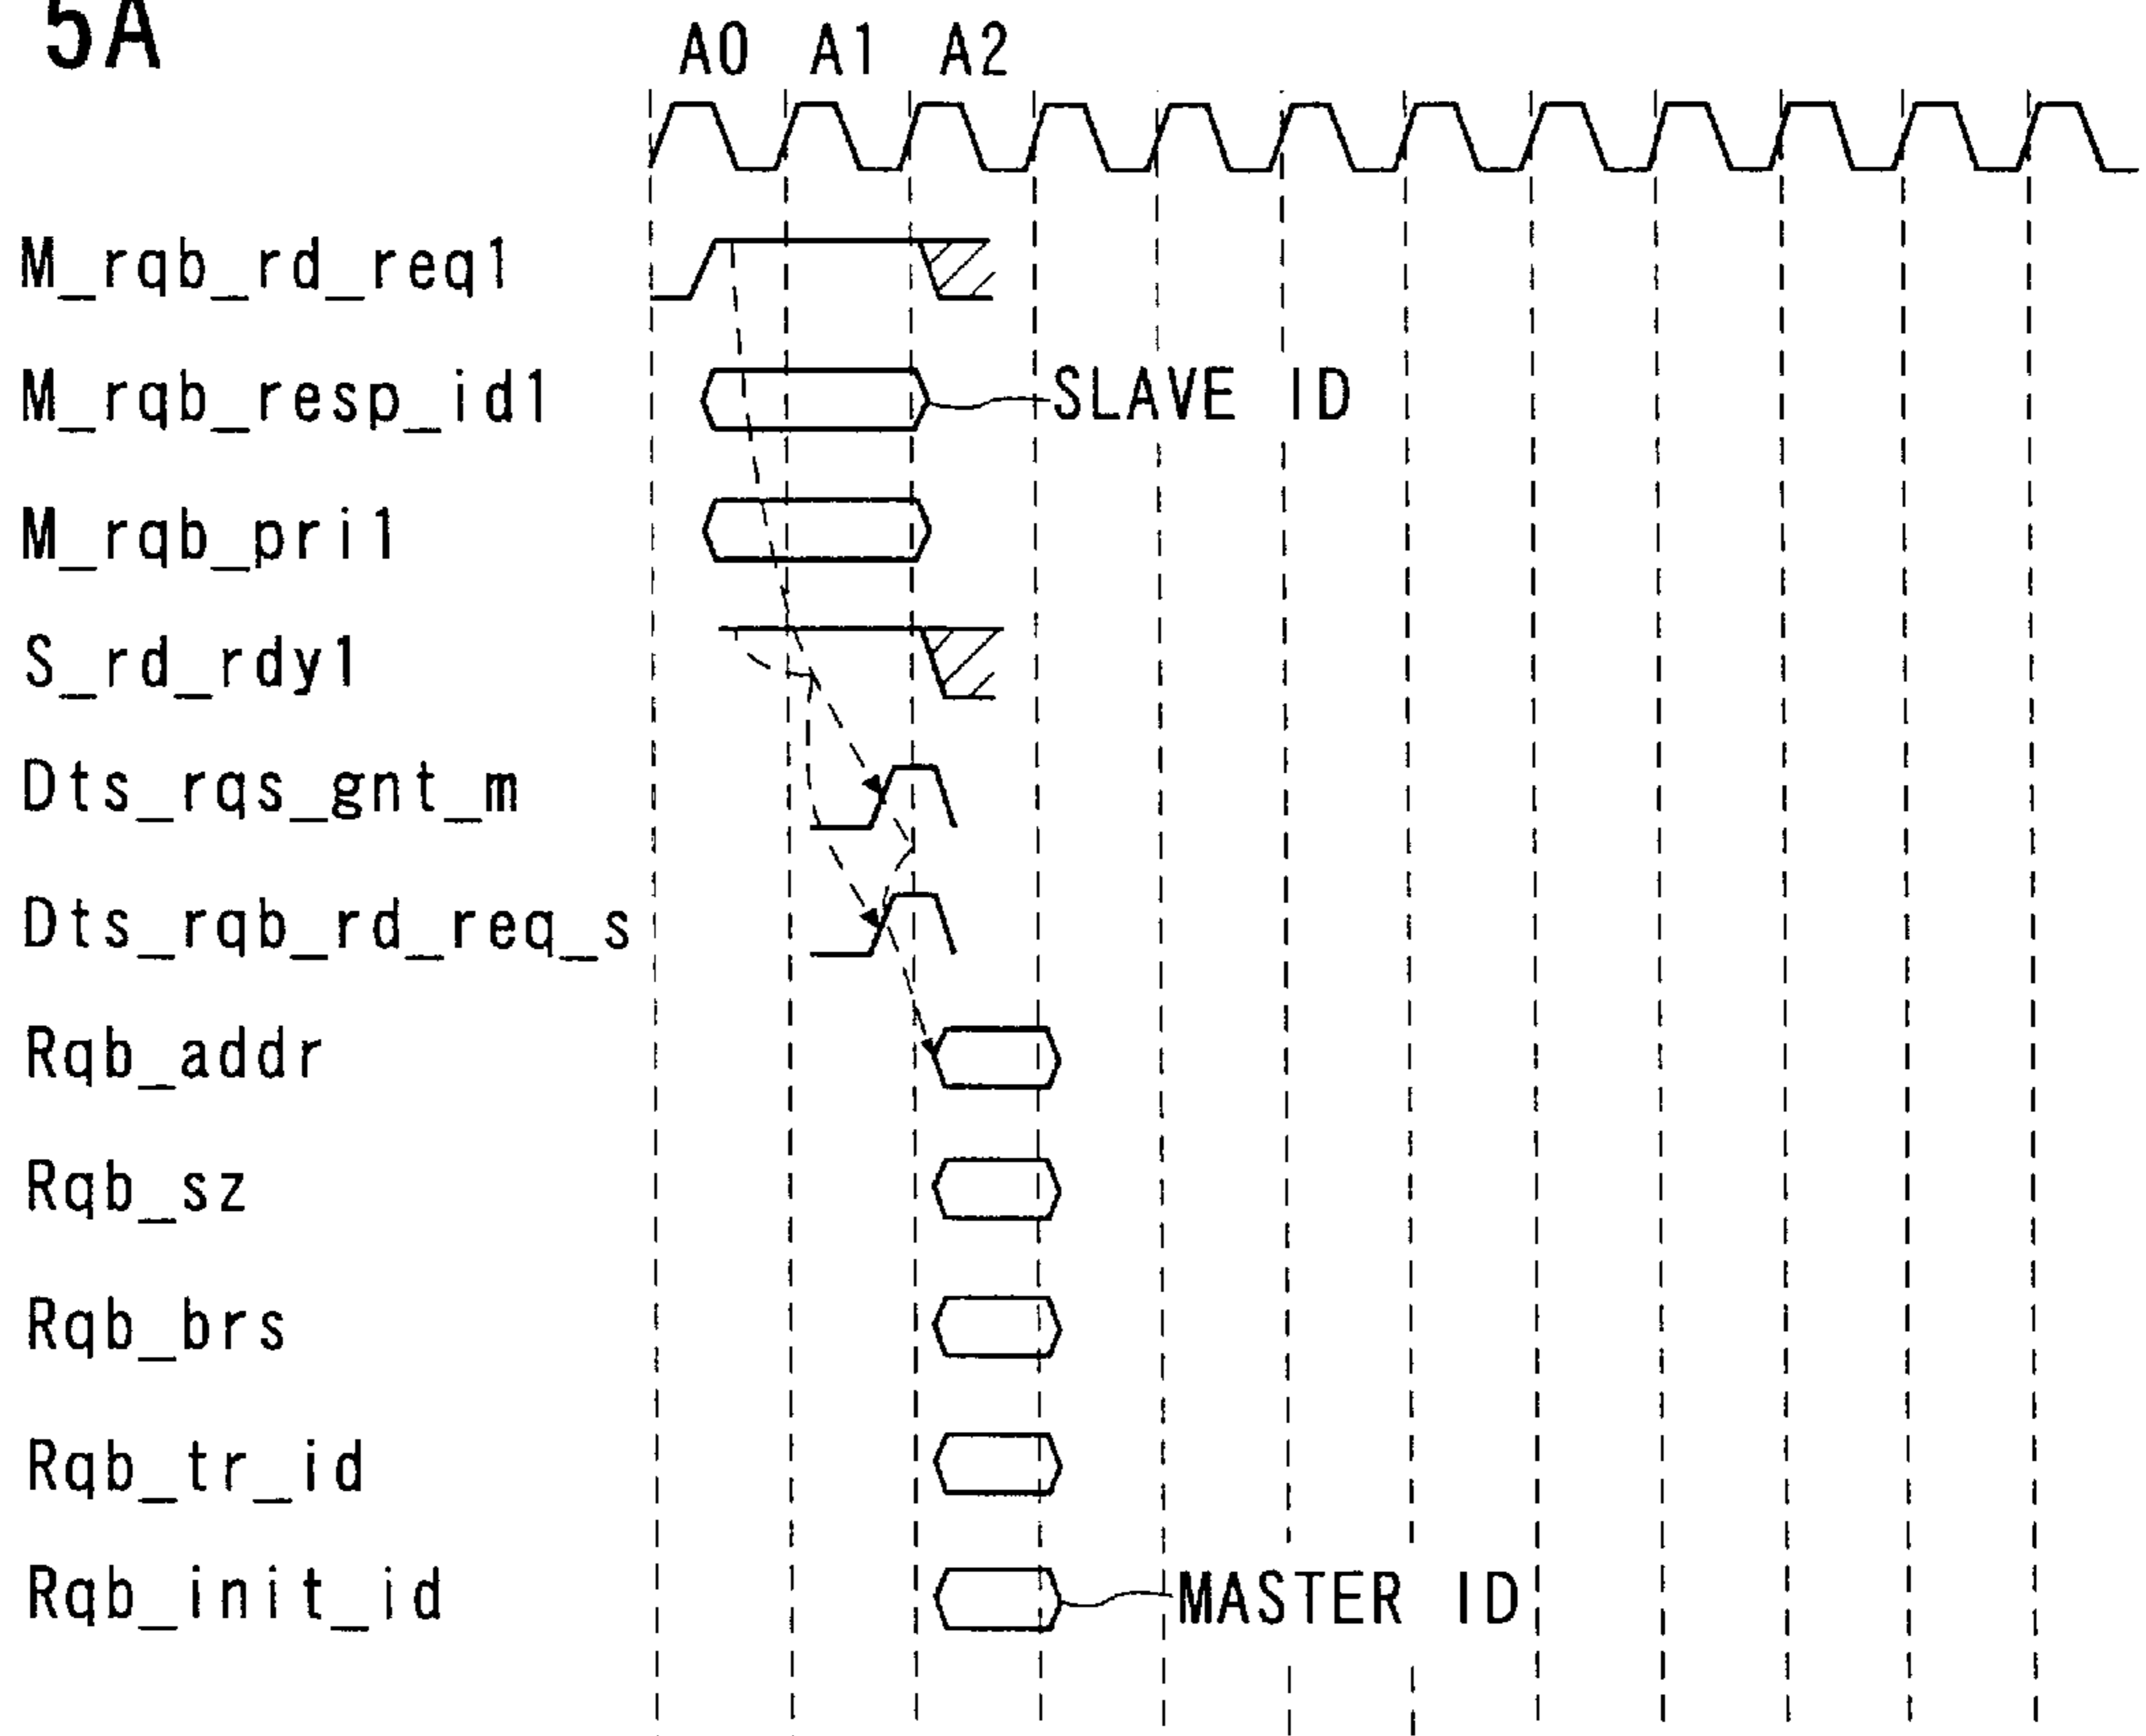 5A
A0 A1 A2
M_rqb_rd_req1
M_rqb_resp_id1
SLAVE ID
M_rqb_pri1
S_rd_rdy1
Dts_rqs_gnt_m
Dts_rqb_rd_req_s
Rqb_addr
Rqb_sz
Rqb_brs
Rqb_tr_id
Rqb_init_id
MASTER ID